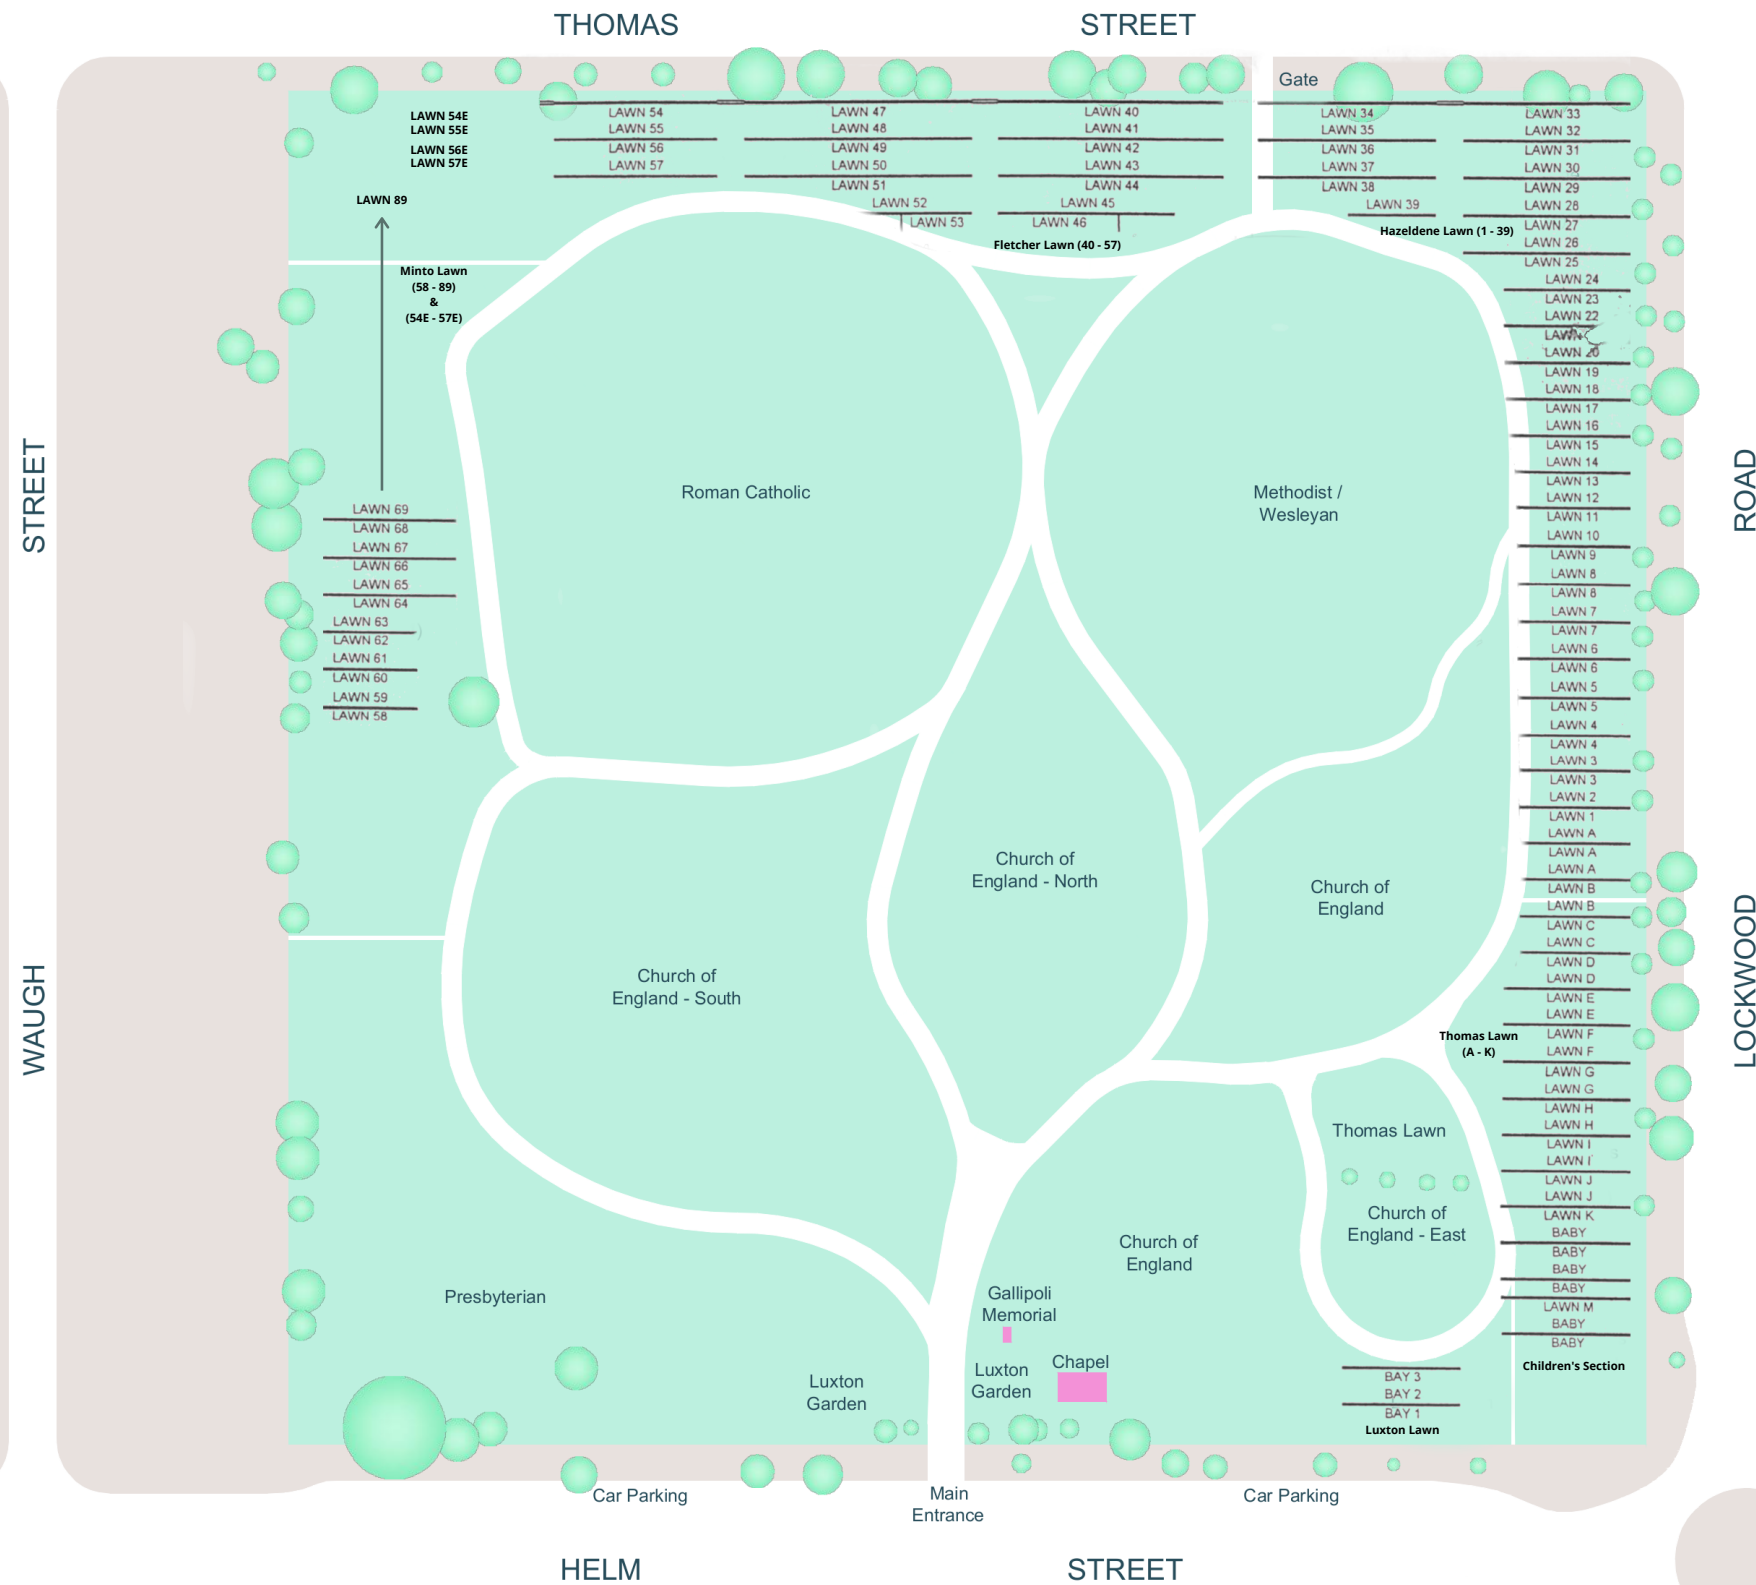 THOMAS STREET
Gate
LAWN 54E
LAWN 55E
LAWN 56E
LAWN 57E
LAWN 54
LAWN 55
LAWN 56
LAWN 57
LAWN 47
LAWN 48
LAWN 49
LAWN 50
LAWN 51
LAWN 52
LAWN 53
LAWN 40
LAWN 41
LAWN 42
LAWN 43
LAWN 44
LAWN 45
LAWN 46
Fletcher Lawn (40 - 57)
LAWN 34
LAWN 35
LAWN 36
LAWN 37
LAWN 38
LAWN 39
Hazeldene Lawn (1 - 39)
LAWN 33
LAWN 32
LAWN 31
LAWN 30
LAWN 29
LAWN 28
LAWN 27
LAWN 26
LAWN 25
LAWN 24
LAWN 23
LAWN 22
LAWN
LAWN 20
LAWN 19
LAWN 18
LAWN 17
LAWN 16
LAWN 15
LAWN 14
LAWN 13
LAWN 12
LAWN 11
LAWN 10
LAWN 9
LAWN 8
LAWN 8
LAWN 7
LAWN 7
LAWN 6
LAWN 6
LAWN 5
LAWN 5
LAWN 4
LAWN 4
LAWN 3
LAWN 3
LAWN 2
LAWN 1
LAWN A
LAWN A
LAWN A
LAWN B
LAWN B
LAWN C
LAWN C
LAWN D
LAWN D
LAWN E
LAWN E
LAWN F
LAWN F
LAWN G
LAWN G
LAWN H
LAWN H
LAWN I
LAWN I
LAWN J
LAWN J
LAWN K
BABY
BABY
BABY
BABY
LAWN M
BABY
BABY
Children's Section
LAWN 89
Minto Lawn
(58 - 89)
&
(54E - 57E)
LAWN 69
LAWN 68
LAWN 67
LAWN 66
LAWN 65
LAWN 64
LAWN 63
LAWN 62
LAWN 61
LAWN 60
LAWN 59
LAWN 58
Roman Catholic
Methodist /
Wesleyan
Church of
England - North
Church of
England
Church of
England - South
Thomas Lawn
(A - K)
Thomas Lawn
Church of
England - East
Church of
England
Presbyterian
Gallipoli
Memorial
Luxton
Garden
Luxton
Garden
Chapel
BAY 3
BAY 2
BAY 1
Luxton Lawn
Car Parking
Main
Entrance
Car Parking
HELM STREET
WAUGH STREET
LOCKWOOD ROAD